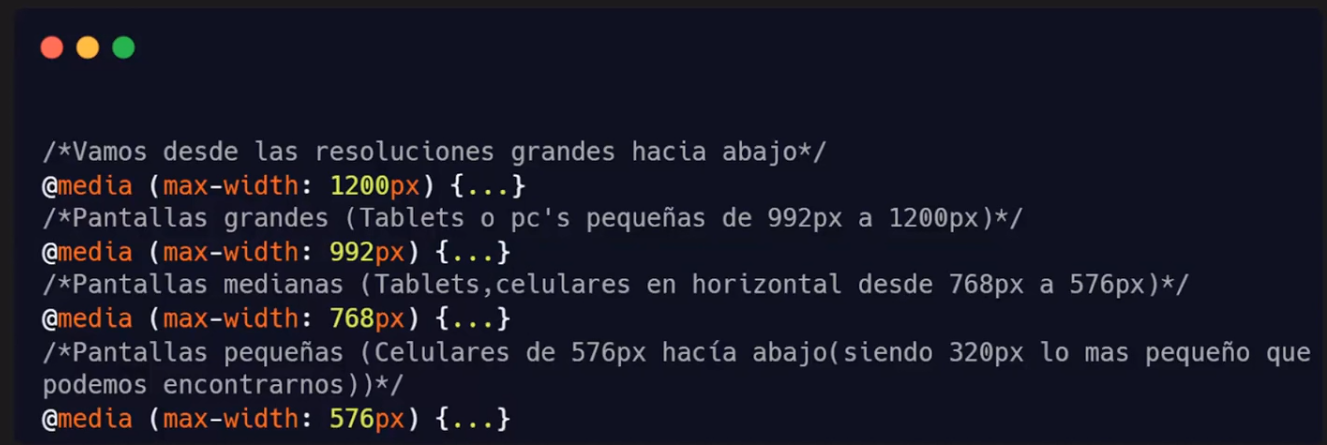 /*Vamos desde las resoluciones grandes hacia abajo*/
@media (max-width: 1200px) {...}
/*Pantallas grandes (Tablets o pc's pequeñas de 992px a 1200px)*/
@media (max-width: 992px) {...}
/*Pantallas medianas (Tablets,celulares en horizontal desde 768px a 576px)*/
@media (max-width: 768px) {...}
/*Pantallas pequeñas (Celulares de 576px hacía abajo(siendo 320px lo mas pequeño que
podemos encontrarnos))*/
@media (max-width: 576px) {...}